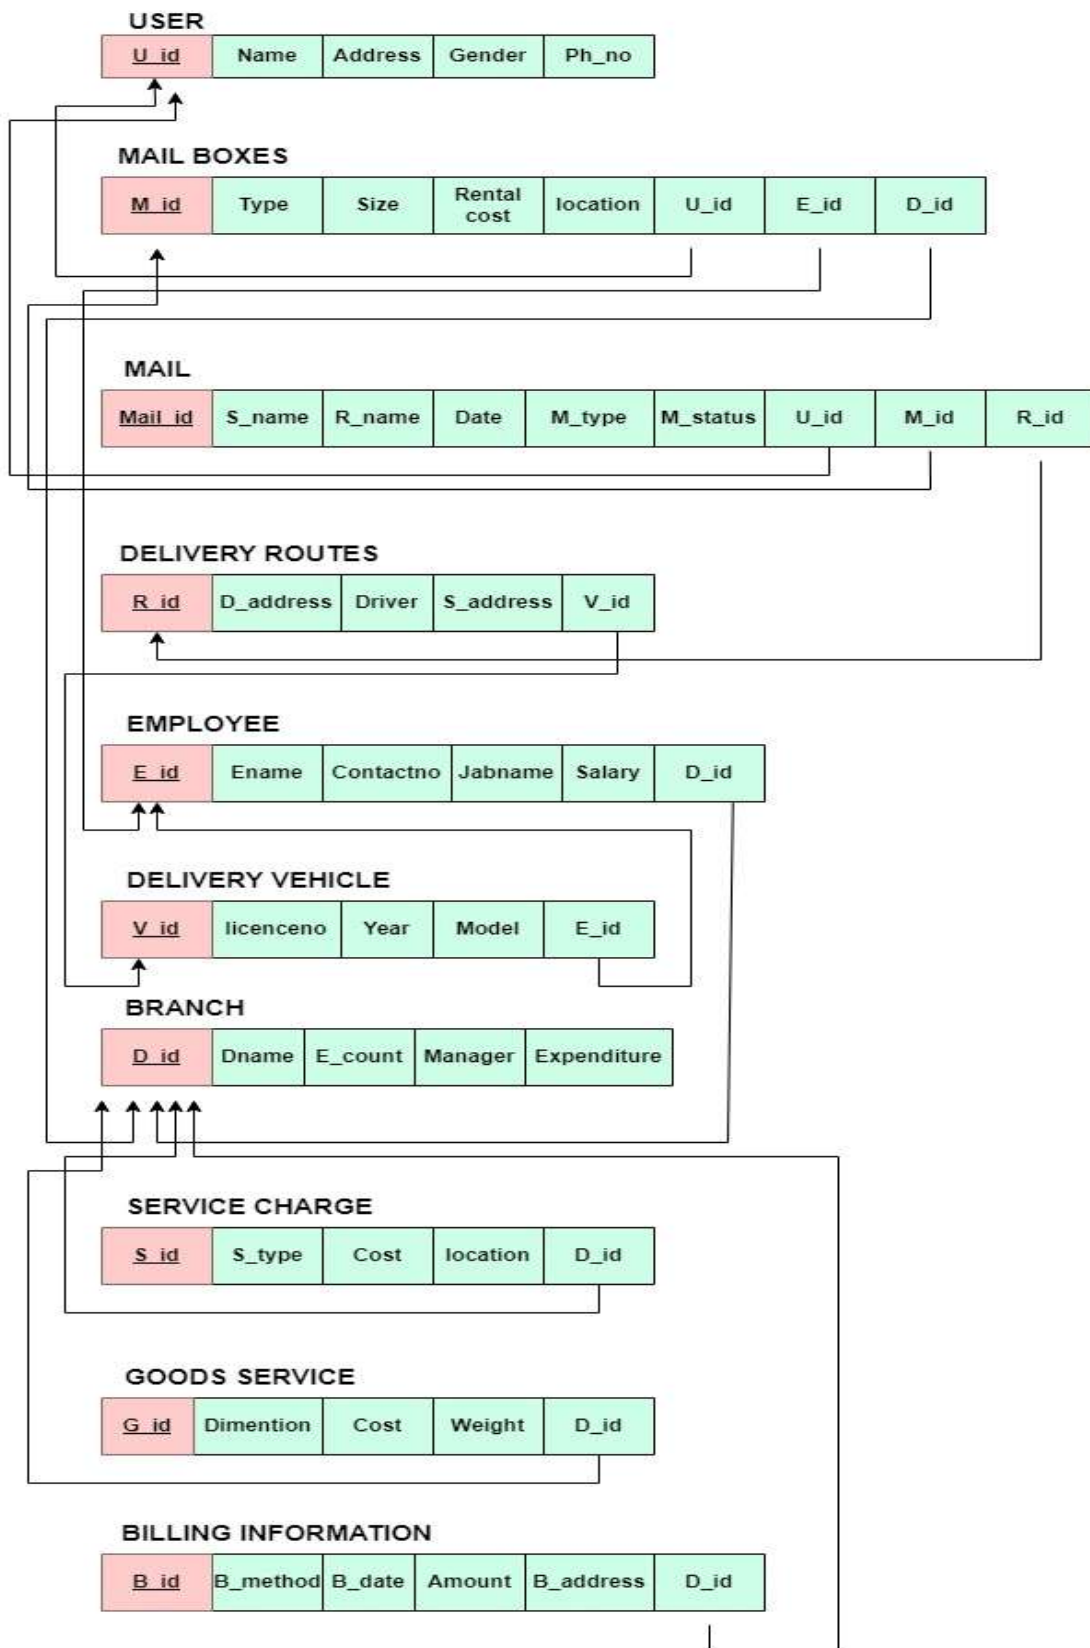 USER
U_id Name Address Gender Ph_no
MAIL BOXES
M_id Type Size Rental cost location U_id E_id D_id
MAIL
Mail_id S_name R_name Date M_type M_status U_id M_id R_id
DELIVERY ROUTES
R_id D_address Driver S_address V_id
EMPLOYEE
E_id Ename Contactno Jabname Salary D_id
DELIVERY VEHICLE
V_id licenceno Year Model E_id
BRANCH
D_id Dname E_count Manager Expenditure
SERVICE CHARGE
S_id S_type Cost location D_id
GOODS SERVICE
G_id Dimention Cost Weight D_id
BILLING INFORMATION
B_id B_method B_date Amount B_address D_id